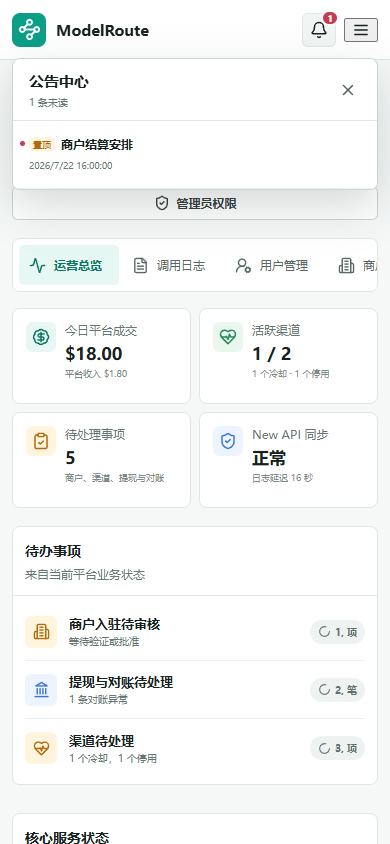 ModelRoute
1
公告中心
1 条未读
置顶 商户结算安排
2026/7/22 16:00:00
管理员权限
运营总览 调用日志 用户管理
今日平台成交
$18.00
平台收入 $1.80
活跃渠道
1 / 2
1 个冷却 · 1 个停用
待处理事项
5
商户、渠道、提现与对账
New API 同步
正常
日志延迟 16 秒
待办事项
来自当前平台业务状态
商户入驻待审核
等待验证或批准
1, 项
提现与对账待处理
1 条对账异常
2, 笔
渠道待处理
1 个冷却，1 个停用
3, 项
核心服务状态